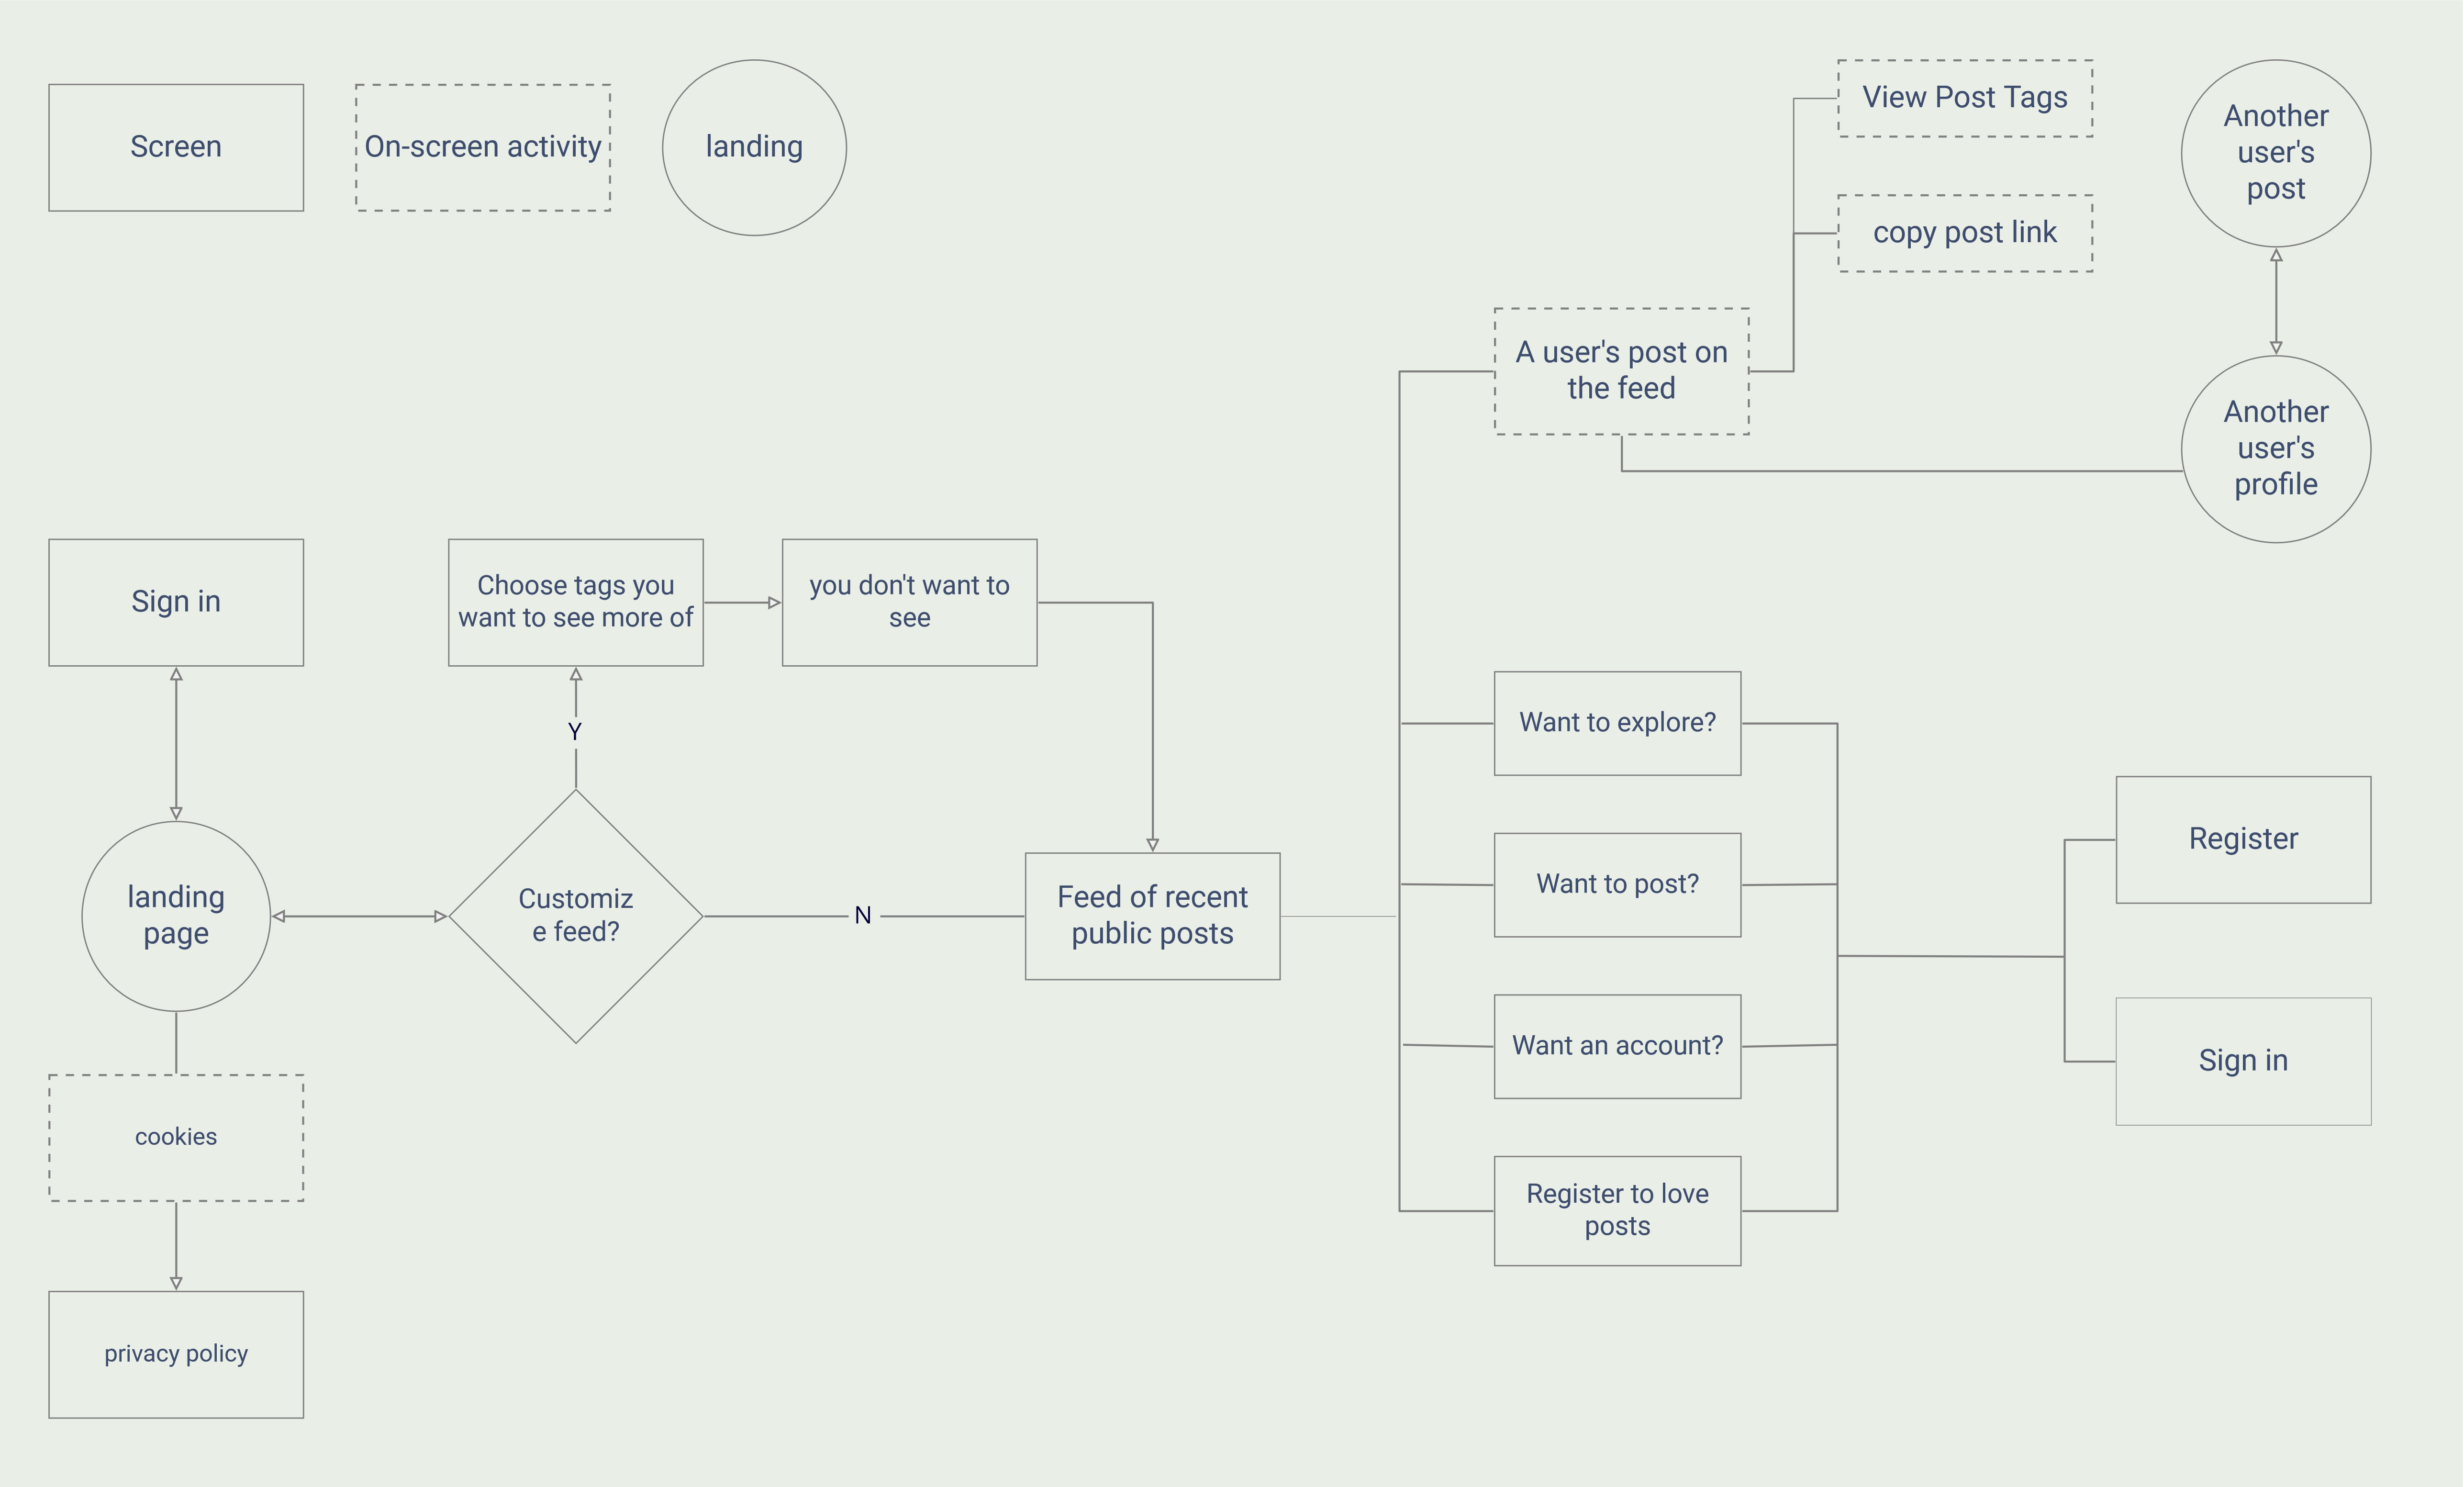 Screen
On-screen activity
landing
View Post Tags
copy post link
Another
user's
post
A user's post on
the feed
Another
user's
profile
Sign in
Choose tags you
want to see more of
you don't want to
see
Y
Want to explore?
landing
page
Customiz
e feed?
N
Feed of recent
public posts
Want to post?
Register
Want an account?
Sign in
cookies
Register to love
posts
privacy policy